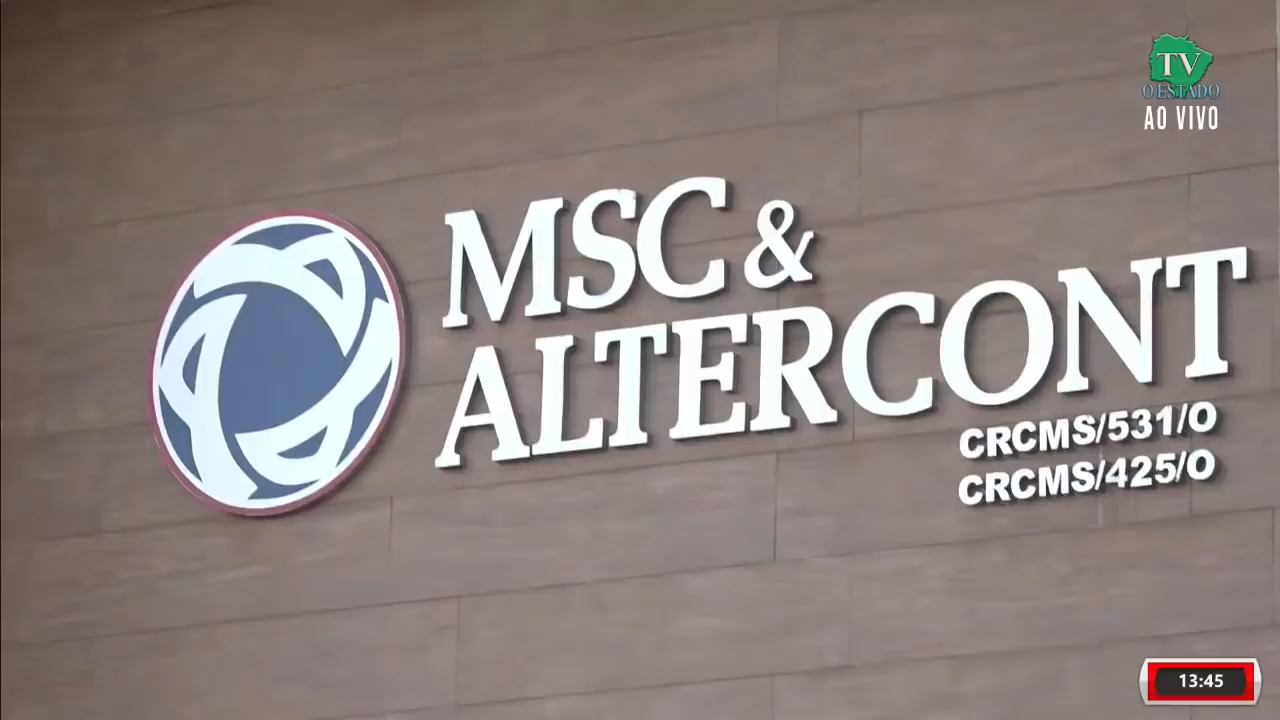 TV
O ESTADO
AO VIVO
MSC &
ALTERCONT
CRCMS/531/O
CRCMS/425/O
13:45